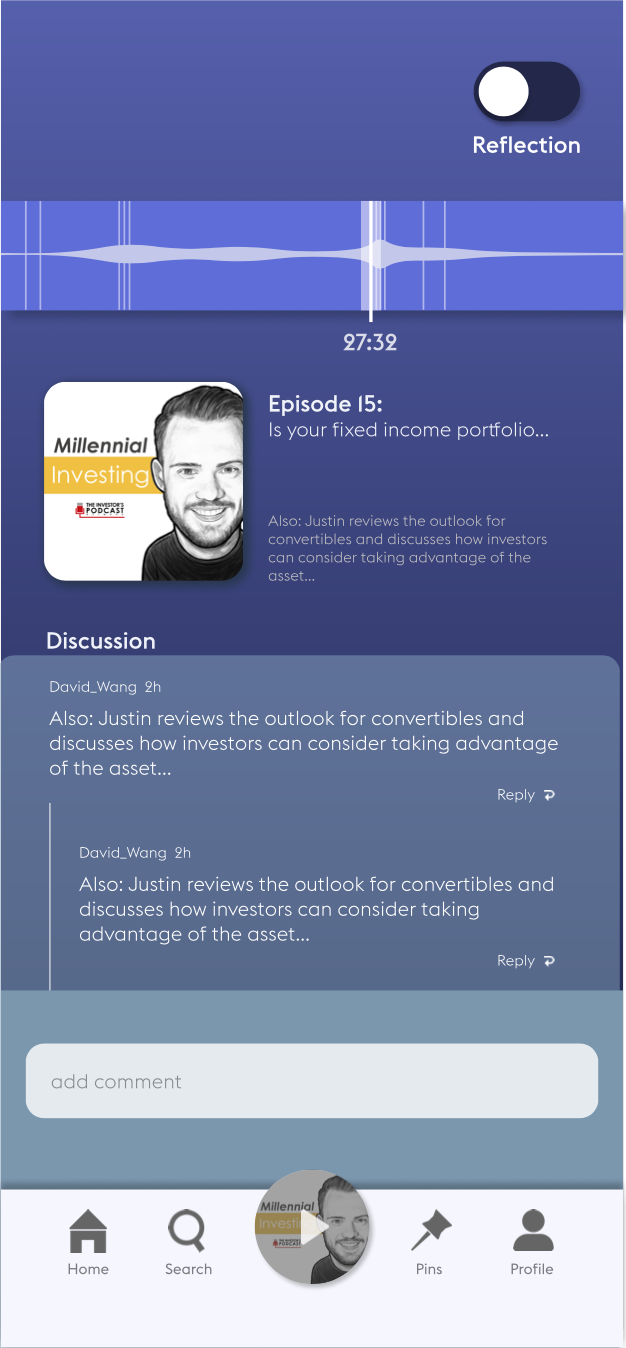 Reflection
27:32
Millennial
Investing
THE INVESTOR'S
PODCAST
Episode 15:
Is your fixed income portfolio...
Also: Justin reviews the outlook for
convertibles and discusses how investors
can consider taking advantage of the
asset...
Discussion
David_Wang 2h
Also: Justin reviews the outlook for convertibles and
discusses how investors can consider taking advantage
of the asset...
Reply
David_Wang 2h
Also: Justin reviews the outlook for convertibles and
discusses how investors can consider taking
advantage of the asset...
Reply
add comment
Millennial
Investing
Home
Search
Pins
Profile